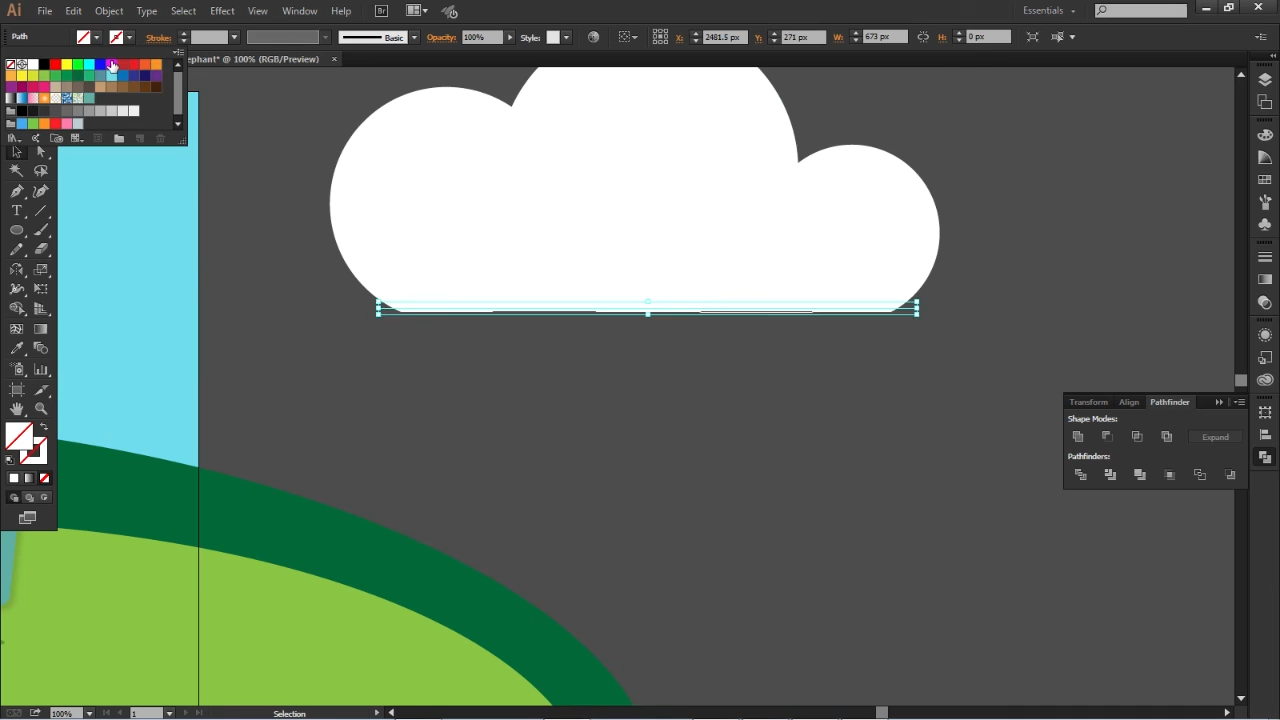 Ai File Edit Object Type Select Effect View Window Help Br Essentials
Path Stroke: Basic Opacity: 100% Style: X: 2481.5 px Y: 271 px W: 673 px H: 0 px
ephant* @ 100% (RGB/Preview) ×
Transform Align Pathfinder
Shape Modes:
Expand
Pathfinders:
100% 1 Selection